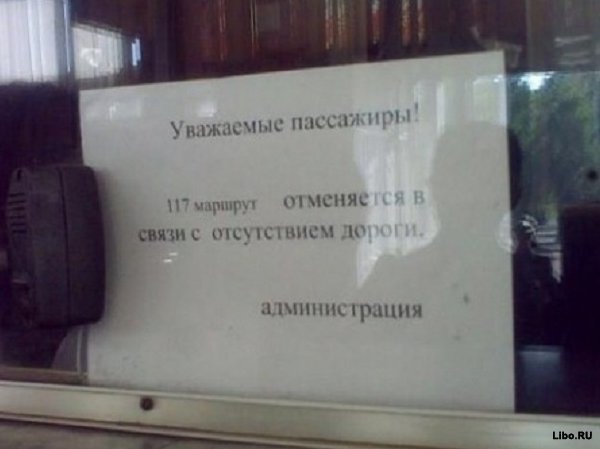 Уважаемые пассажиры!
117 маршрут отменяется в
связи с отсутствием дороги.
администрация
Libo.RU